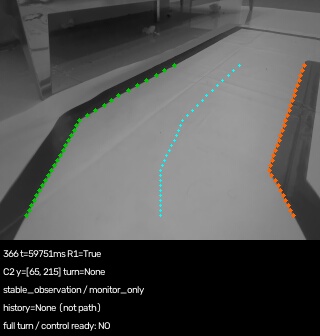 366 t=59751ms R1=True
C2 y=[65, 215] turn=None
stable_observation / monitor_only
history=None (not path)
full turn / control ready: NO